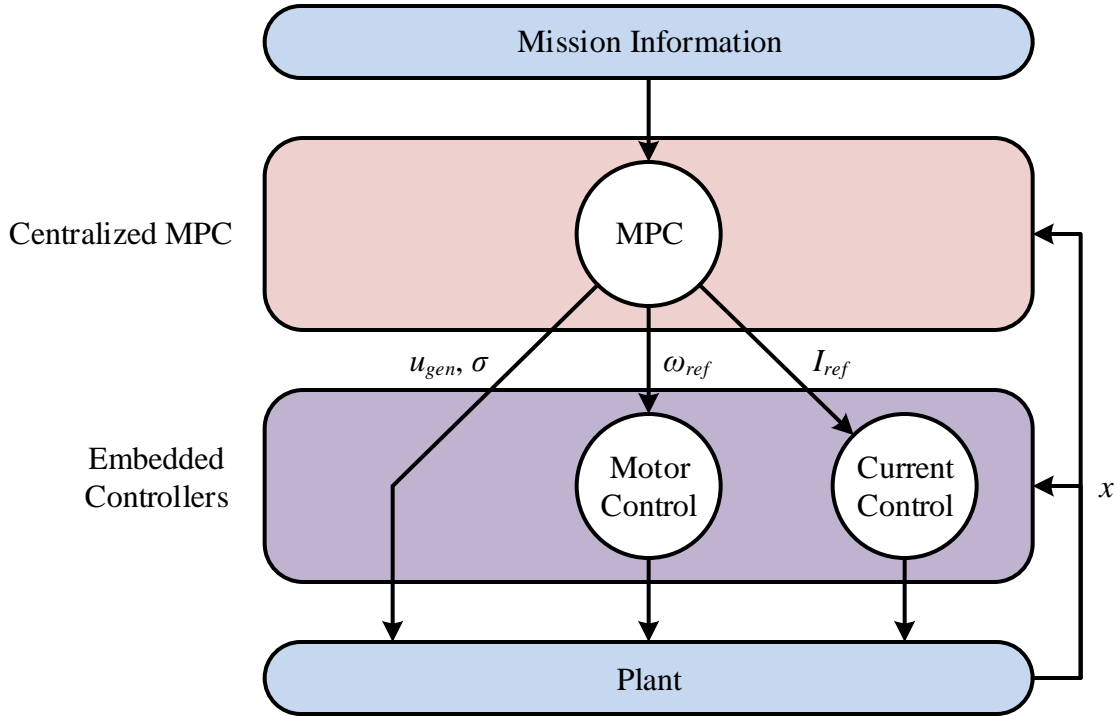 Mission Information
Centralized MPC
MPC
u_gen, σ
ω_ref
I_ref
Embedded
Controllers
Motor
Control
Current
Control
x
Plant